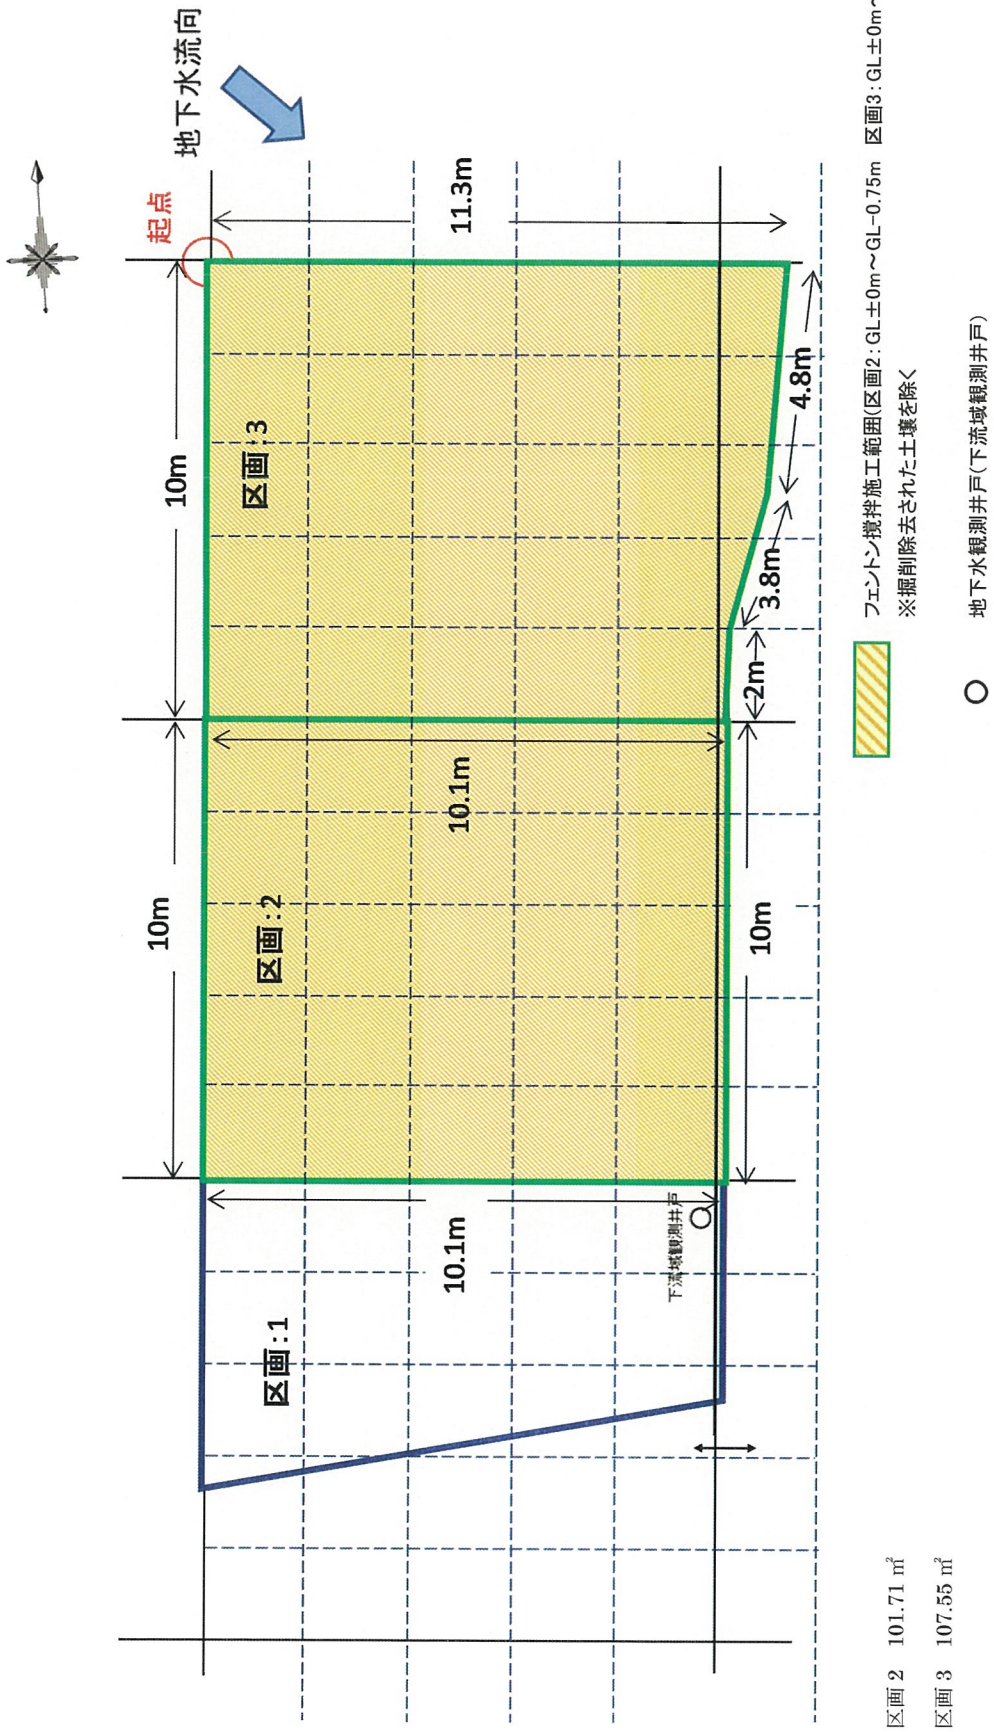 地下水流向
起点
10m
10m
11.3m
区画:3
区画:2
区画:1
10.1m
10.1m
4.8m
3.8m
2m
10m
下流域観測井戸
フェントン撹拌施工範囲(区画2:GL±0m~GL-0.75m 区画3:GL±0m~
※掘削除去された土壌を除く
地下水観測井戸(下流域観測井戸)
区画 2 101.71 ㎡
区画 3 107.55 ㎡